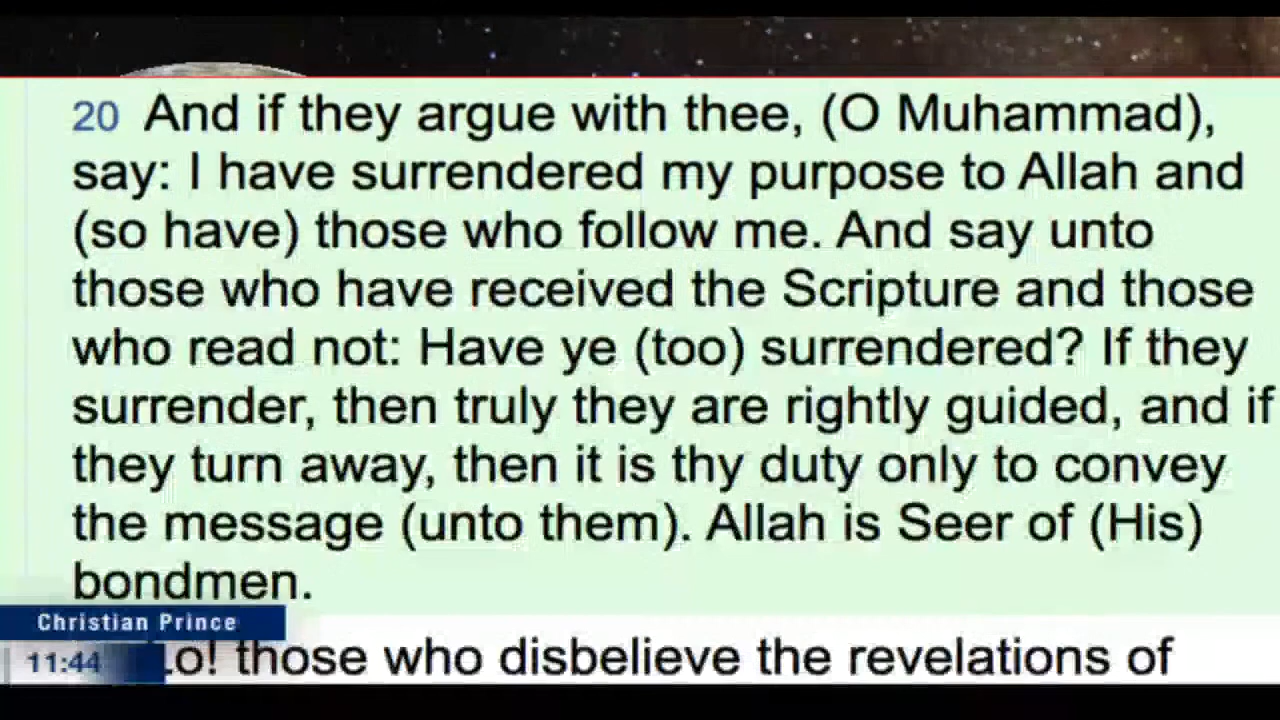 20 And if they argue with thee, (O Muhammad),
say: I have surrendered my purpose to Allah and
(so have) those who follow me. And say unto
those who have received the Scripture and those
who read not: Have ye (too) surrendered? If they
surrender, then truly they are rightly guided, and if
they turn away, then it is thy duty only to convey
the message (unto them). Allah is Seer of (His)
bondmen.
Christian Prince
11:44
Lo! those who disbelieve the revelations of